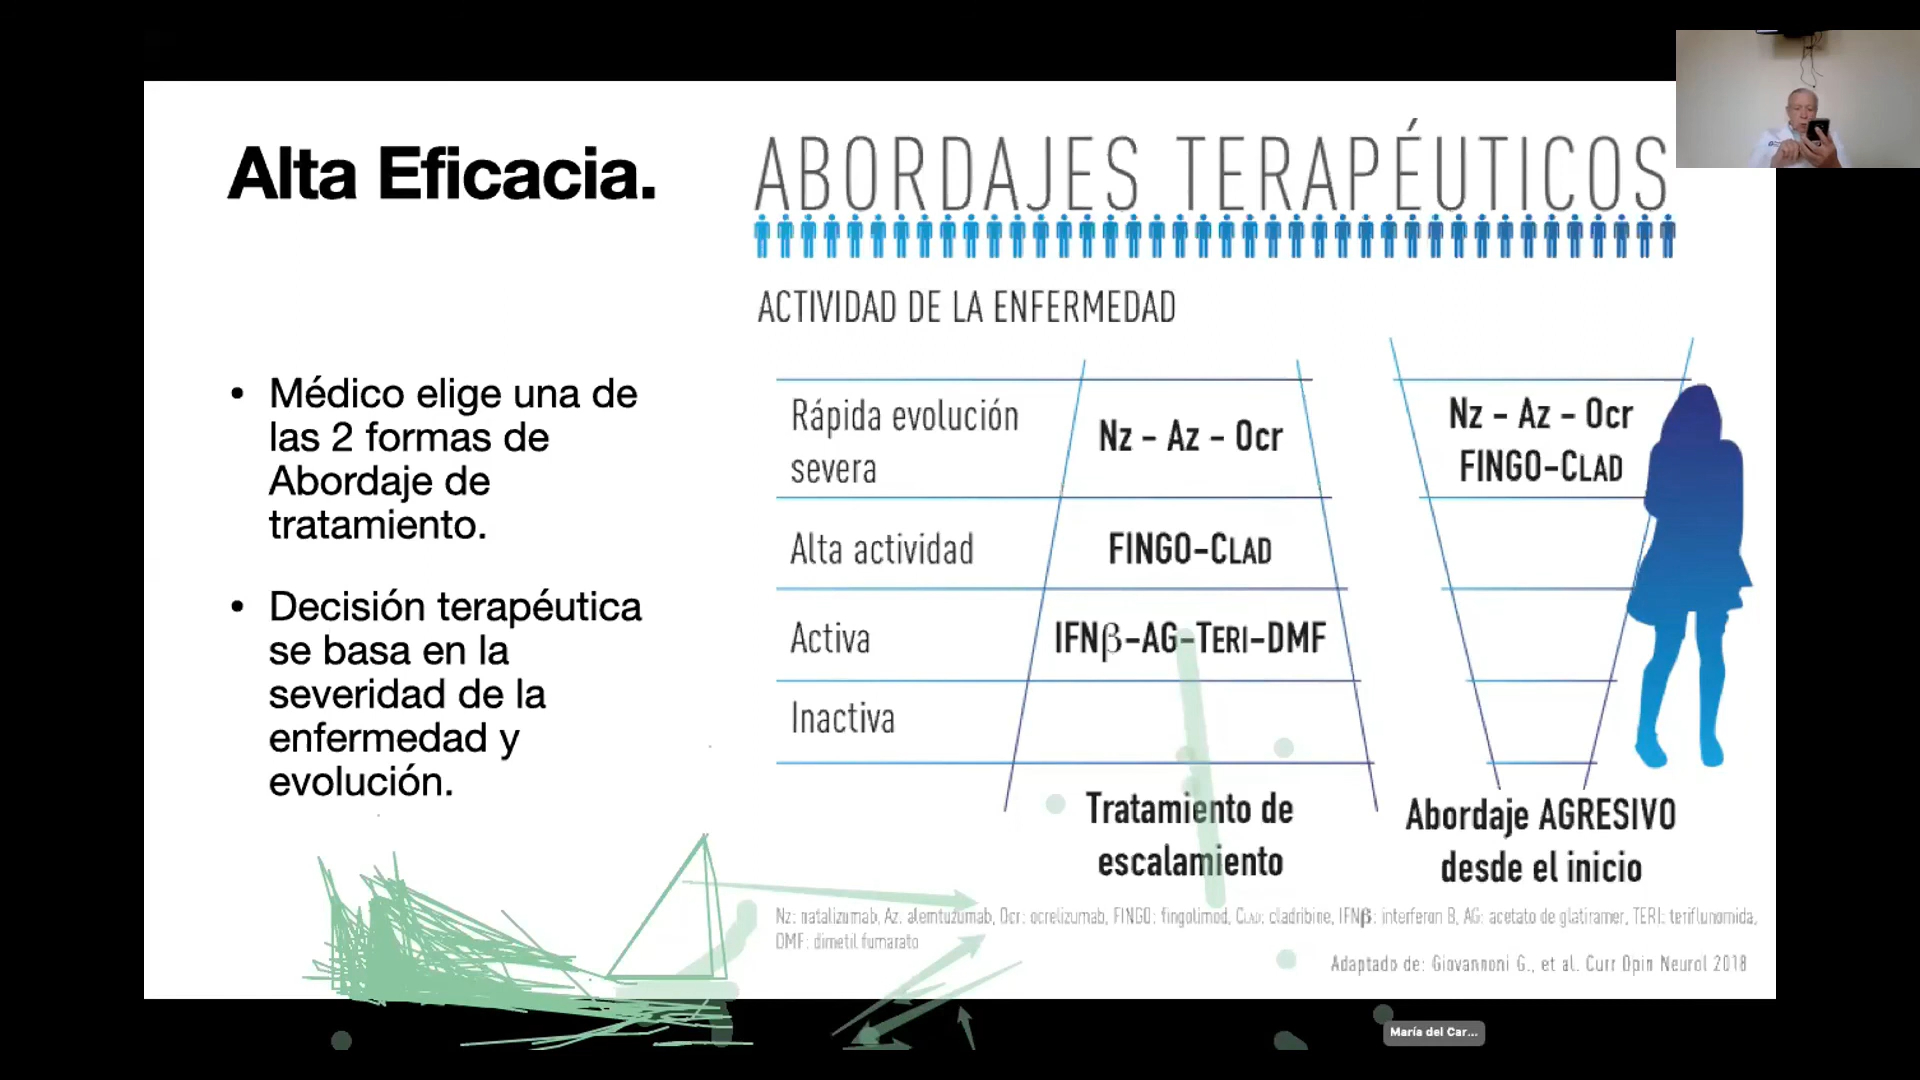 Alta Eficacia.
• Médico elige una de
las 2 formas de
Abordaje de
tratamiento.
• Decisión terapéutica
se basa en la
severidad de la
enfermedad y
evolución.
ABORDAJES TERAPÉUTICOS
ACTIVIDAD DE LA ENFERMEDAD
Rápida evolución
severa
Nz - Az - Ocr
Nz - Az - Ocr
FINGO-CLAD
Alta actividad
FINGO-CLAD
Activa
IFNβ-AG-TERI-DMF
Inactiva
Tratamiento de
escalamiento
Abordaje AGRESIVO
desde el inicio
Nz: natalizumab, Az. alemtuzumab, Ocr: ocrelizumab, FINGO: fingolimod, CLAD: cladribine, IFNβ: interferon B, AG: acetato de glatiramer, TERI: teriflunomida,
DMF: dimetil fumarato
Adaptado de: Giovannoni G., et al. Curr Opin Neurol 2018
María del Car...